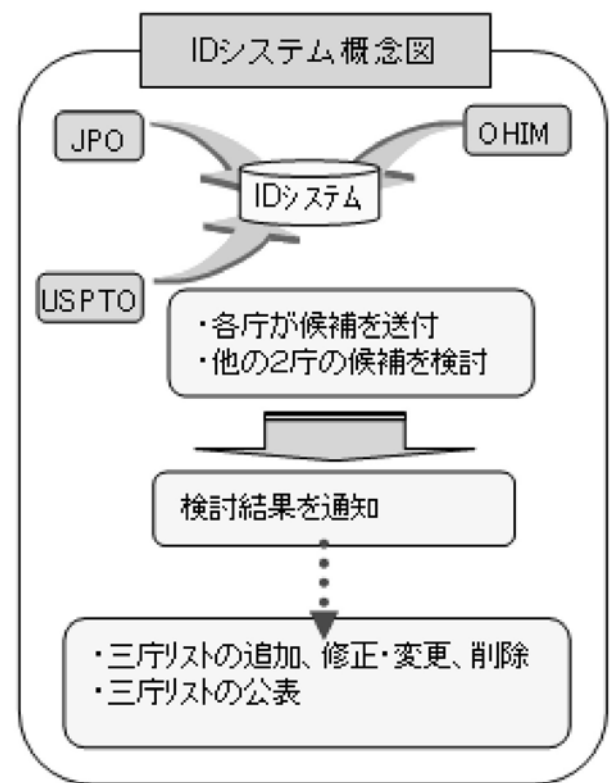 IDシステム概念図
JPO
OHIM
IDシステム
USPTO
・各庁が候補を送付
・他の2庁の候補を検討
検討結果を通知
・三庁リストの追加、修正・変更、削除
・三庁リストの公表